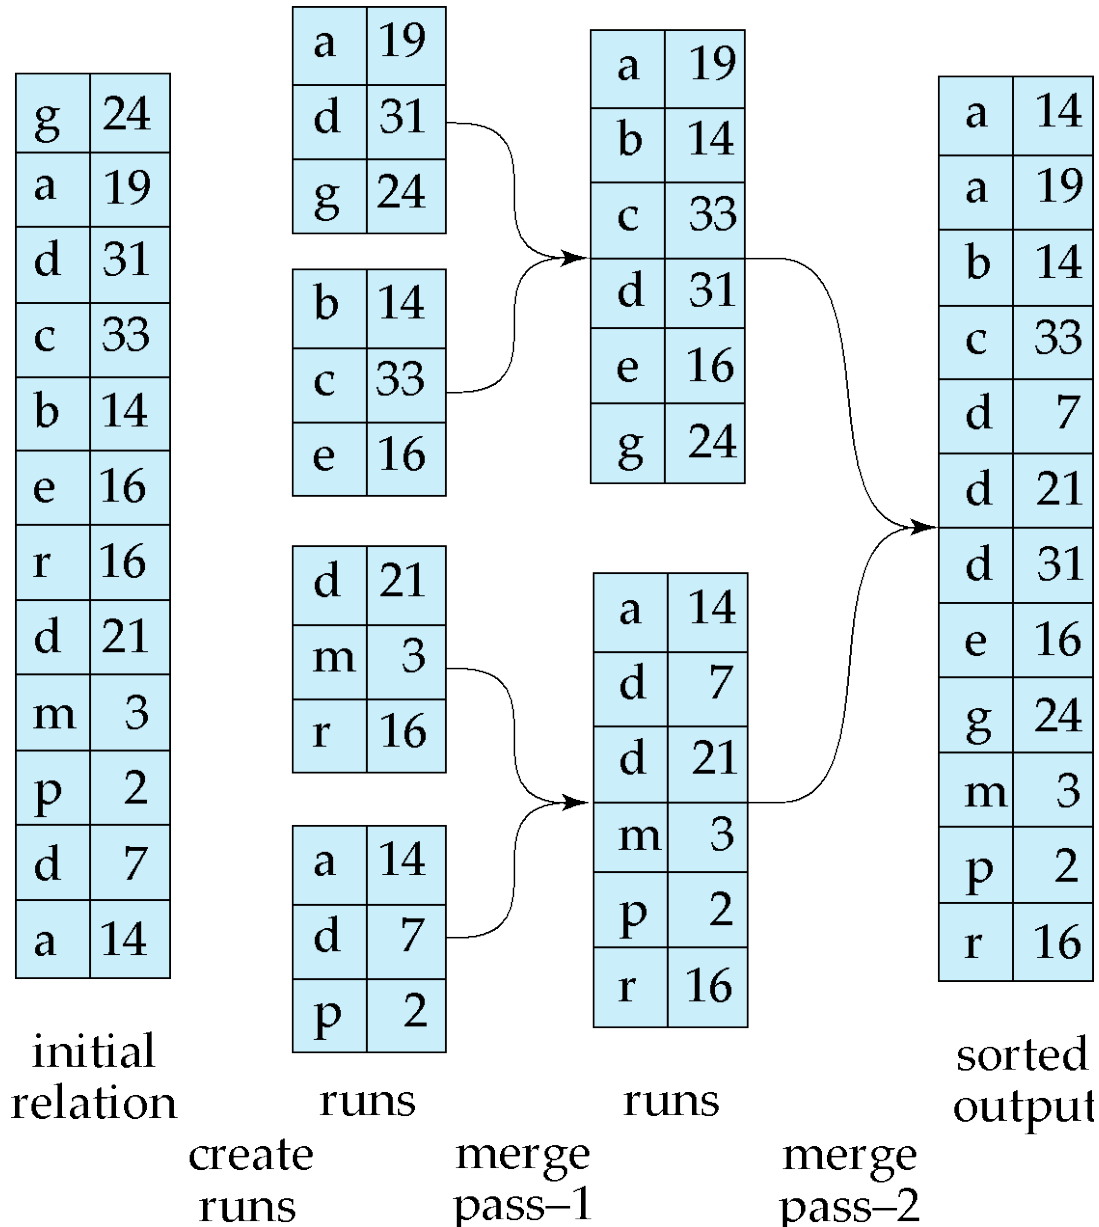 g 24
a 19
d 31
c 33
b 14
e 16
r 16
d 21
m 3
p 2
d 7
a 14
initial
relation
create
runs
a 19
d 31
g 24
b 14
c 33
e 16
d 21
m 3
r 16
a 14
d 7
p 2
runs
merge
pass–1
a 19
b 14
c 33
d 31
e 16
g 24
a 14
d 7
d 21
m 3
p 2
r 16
runs
merge
pass–2
a 14
a 19
b 14
c 33
d 7
d 21
d 31
e 16
g 24
m 3
p 2
r 16
sorted
output